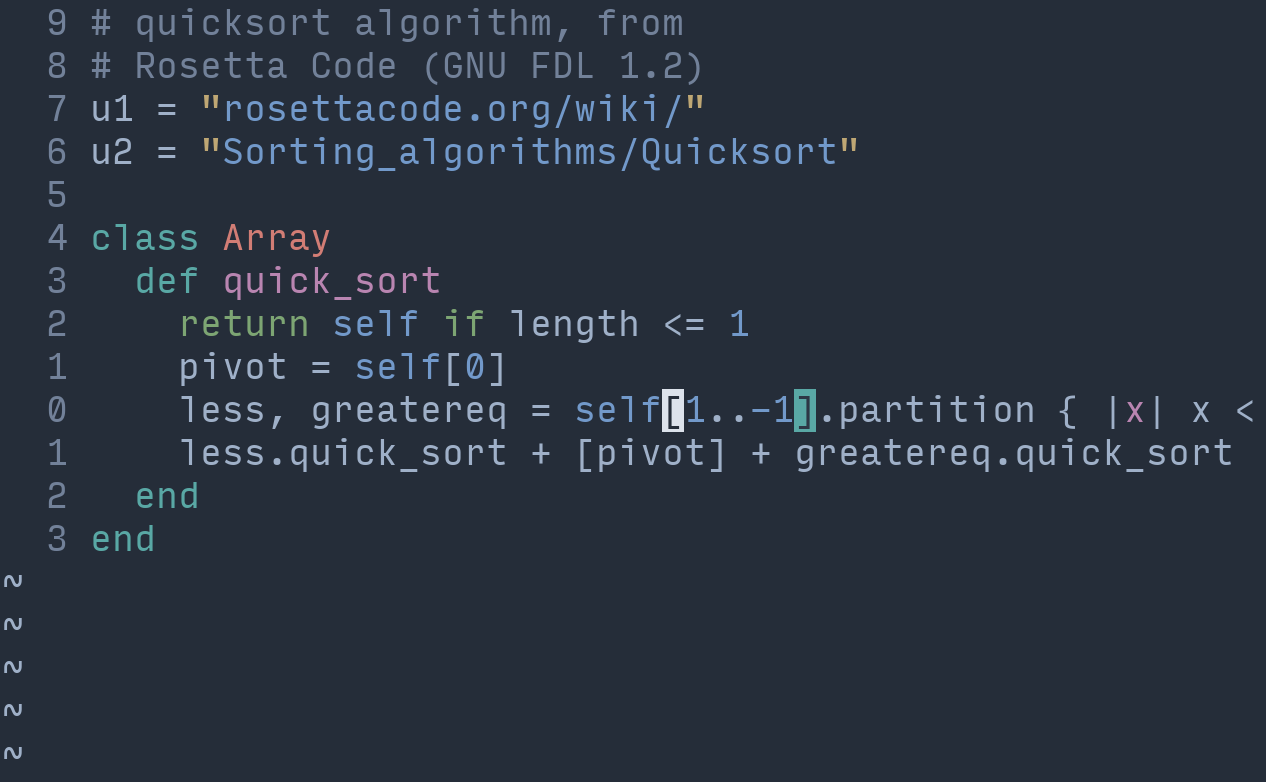 9 # quicksort algorithm, from
8 # Rosetta Code (GNU FDL 1.2)
7 u1 = "rosettacode.org/wiki/"
6 u2 = "Sorting_algorithms/Quicksort"
5
4 class Array
3   def quick_sort
2     return self if length <= 1
1     pivot = self[0]
0     less, greatereq = self[1..-1].partition { |x| x <
1     less.quick_sort + [pivot] + greatereq.quick_sort
2   end
3 end
~
~
~
~
~